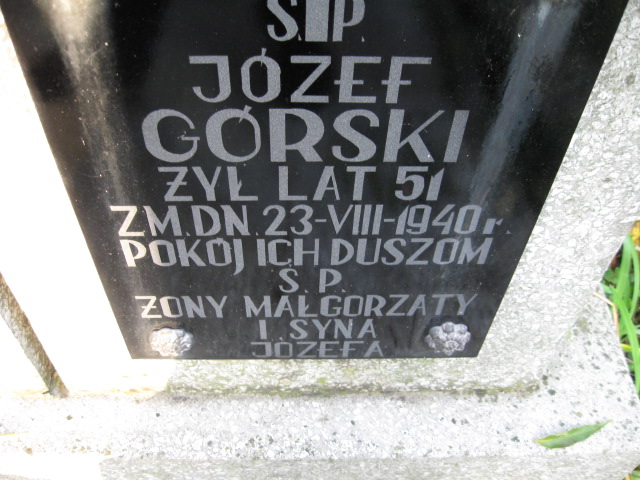 Ś.P.
JÓZEF
GÓRSKI
ŻYŁ LAT 51
ZM. DN. 23-VIII-1940 r.
POKÓJ ICH DUSZOM
Ś.P.
ŻONY MAŁGORZATY
I SYNA
JÓZEFA